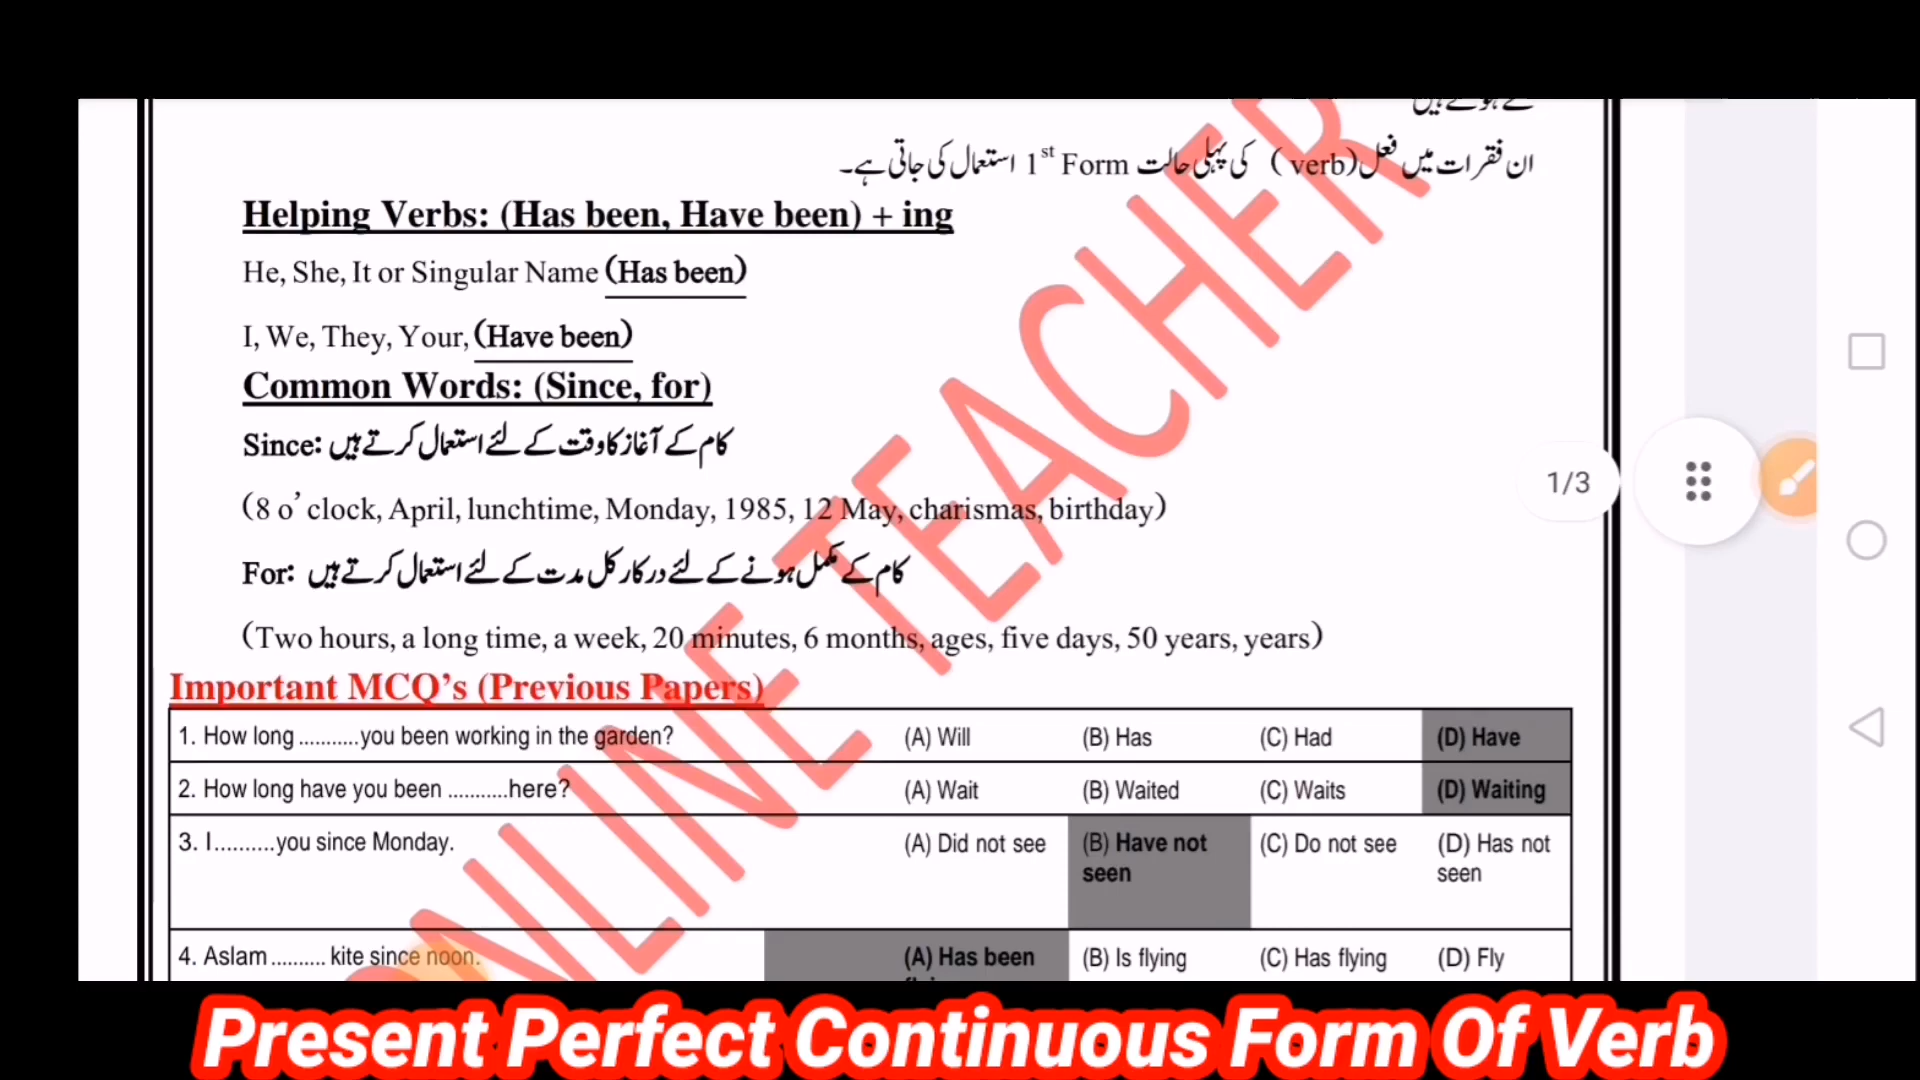 کے ہوئے ہیں
ان فقرات میں فعل (verb) کی پہلی حالت 1st Form استعمال کی جاتی ہے۔
Helping Verbs: (Has been, Have been) + ing
He, She, It or Singular Name (Has been)
I, We, They, Your, (Have been)
Common Words: (Since, for)
Since: کام کے آغاز کا وقت کے لئے استعمال کرتے ہیں
(8 o’ clock, April, lunchtime, Monday, 1985, 12 May, charismas, birthday)
For: کام کے مکمل ہونے کے لئے درکار کل مدت کے لئے استعمال کرتے ہیں
(Two hours, a long time, a week, 20 minutes, 6 months, ages, five days, 50 years, years)
Important MCQ’s (Previous Papers)
1. How long ..........you been working in the garden? (A) Will (B) Has (C) Had (D) Have
2. How long have you been ..........here? (A) Wait (B) Waited (C) Waits (D) Waiting
3. I..........you since Monday. (A) Did not see (B) Have not seen (C) Do not see (D) Has not seen
4. Aslam ......... kite since noon. (A) Has been (B) Is flying (C) Has flying (D) Fly
ONLINE TEACHER
1/3
Present Perfect Continuous Form Of Verb